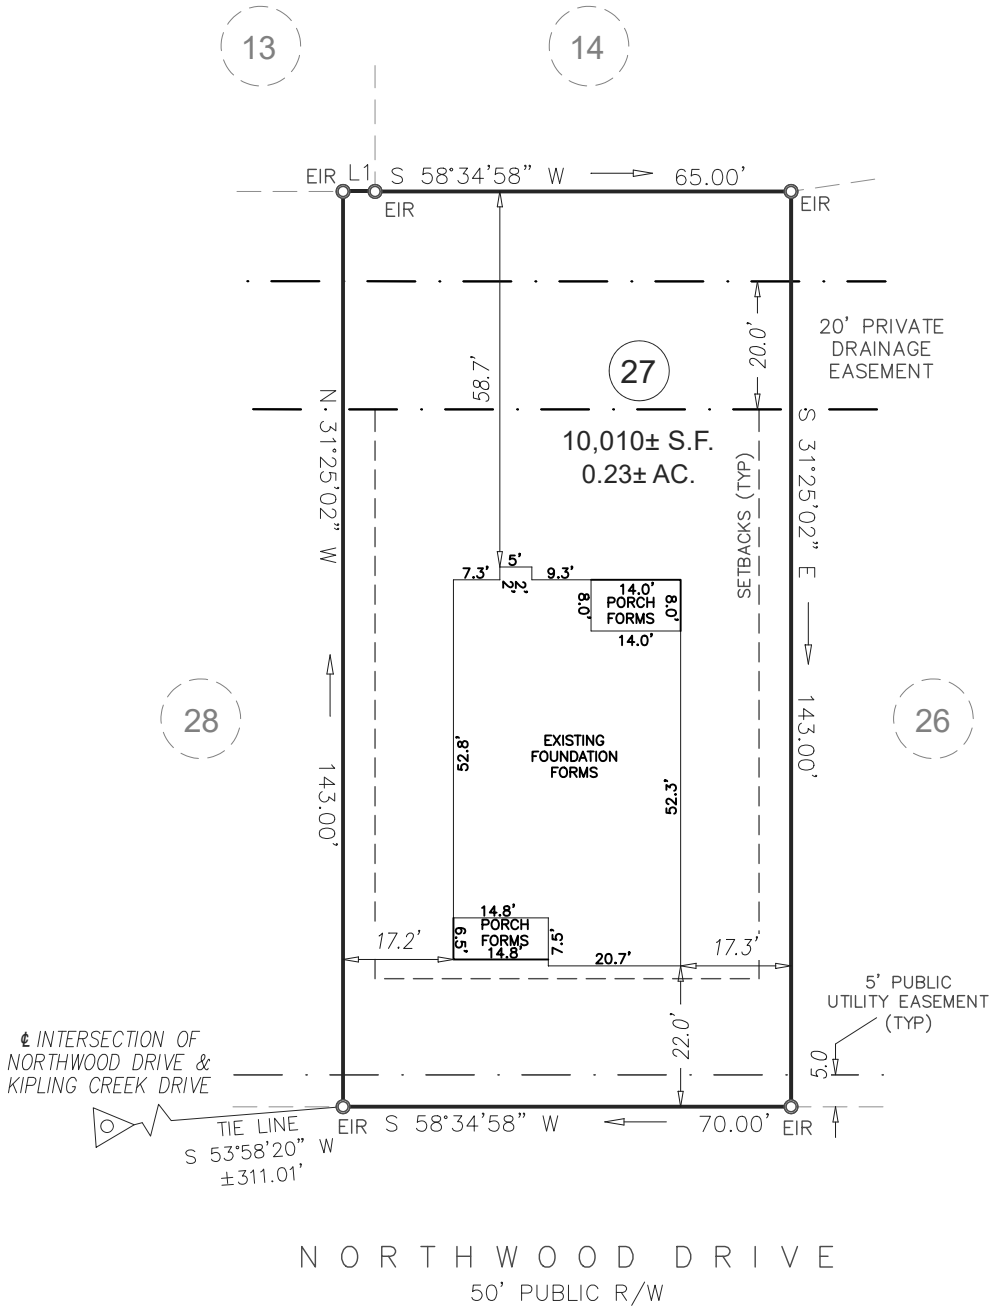 13
14
EIR
L1
S 58°34'58" W
65.00'
EIR
EIR
20.0'
20' PRIVATE
DRAINAGE
EASEMENT
58.7'
27
10,010± S.F.
0.23± AC.
N 31°25'02" W
143.00'
S 31°25'02" E
143.00'
SETBACKS (TYP)
7.3'
5'
2'
2'
9.3'
14.0'
8.0'
PORCH
FORMS
8.0'
14.0'
28
26
52.8'
EXISTING
FOUNDATION
FORMS
52.3'
14.8'
6.5'
PORCH
FORMS
14.8'
7.5'
17.2'
20.7'
17.3'
22.0'
5' PUBLIC
UTILITY EASEMENT
(TYP)
5.0
℄ INTERSECTION OF
NORTHWOOD DRIVE &
KIPLING CREEK DRIVE
TIE LINE
S 53°58'20" W
±311.01'
EIR
S 58°34'58" W
70.00'
EIR
NORTHWOOD DRIVE
50' PUBLIC R/W